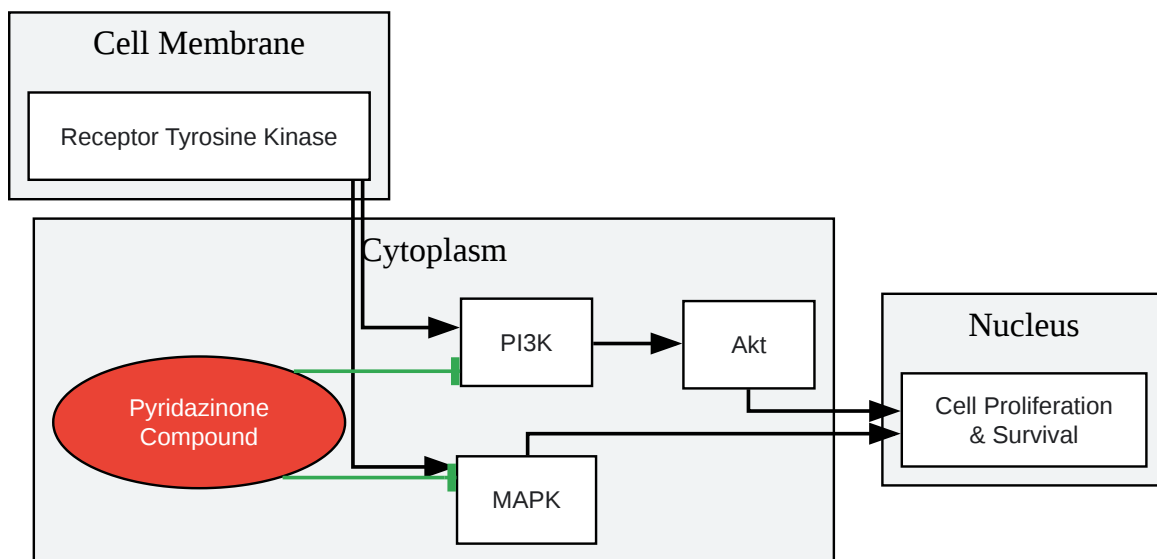 Cell Membrane
Receptor Tyrosine Kinase
Cytoplasm
PI3K
Akt
Nucleus
Cell Proliferation
& Survival
Pyridazinone
Compound
MAPK